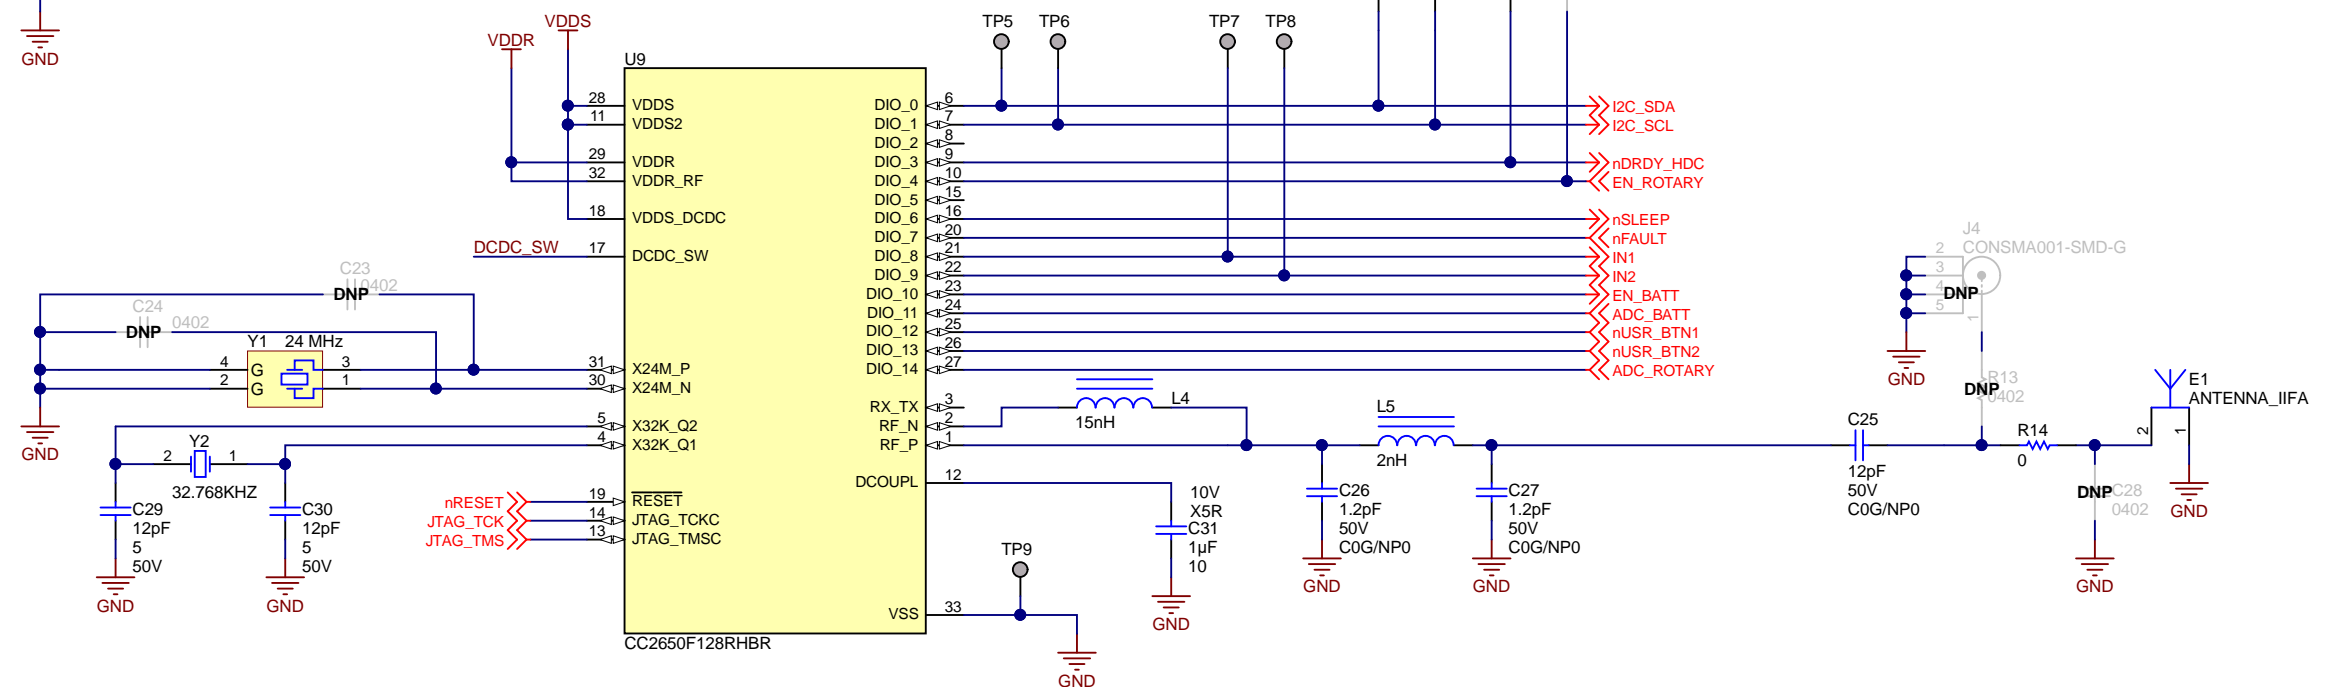 GND
VDDR
VDDS
U9
28 VDDS
11 VDDS2
29 VDDR
32 VDDR_RF
18 VDDS_DCDC
DCDC_SW 17 DCDC_SW
31 X24M_P
30 X24M_N
5 X32K_Q2
4 X32K_Q1
nRESET 19 RESET
JTAG_TCK 14 JTAG_TCKC
JTAG_TMS 13 JTAG_TMSC
CC2650F128RHBR
C23
DNP 0402
C24
DNP 0402
Y1 24 MHz
4 G 3
2 G 1
GND
Y2
2 1
32.768KHZ
C29
12pF
5
50V
GND
C30
12pF
5
50V
GND
TP5
TP6
TP7
TP8
DIO_0 6 I2C_SDA
DIO_1 7 I2C_SCL
DIO_2 8
DIO_3 9 nDRDY_HDC
DIO_4 10 EN_ROTARY
DIO_5 15
DIO_6 16 nSLEEP
DIO_7 20 nFAULT
DIO_8 21 IN1
DIO_9 22 IN2
DIO_10 23 EN_BATT
DIO_11 24 ADC_BATT
DIO_12 25 nUSR_BTN1
DIO_13 26 nUSR_BTN2
DIO_14 27 ADC_ROTARY
RX_TX 3
RF_N 2
RF_P 1
DCOUPL 12
VSS 33
TP9
GND
L4
15nH
10V
X5R
C31
1µF
10
GND
L5
2nH
C26
1.2pF
50V
C0G/NP0
GND
C27
1.2pF
50V
C0G/NP0
GND
C25
12pF
50V
C0G/NP0
J4
CONSMA001-SMD-G
2
3
4
5
1
DNP
GND
DNP R13
0402
R14
0
DNP C28
0402
GND
E1
ANTENNA_IIFA
2
1
GND